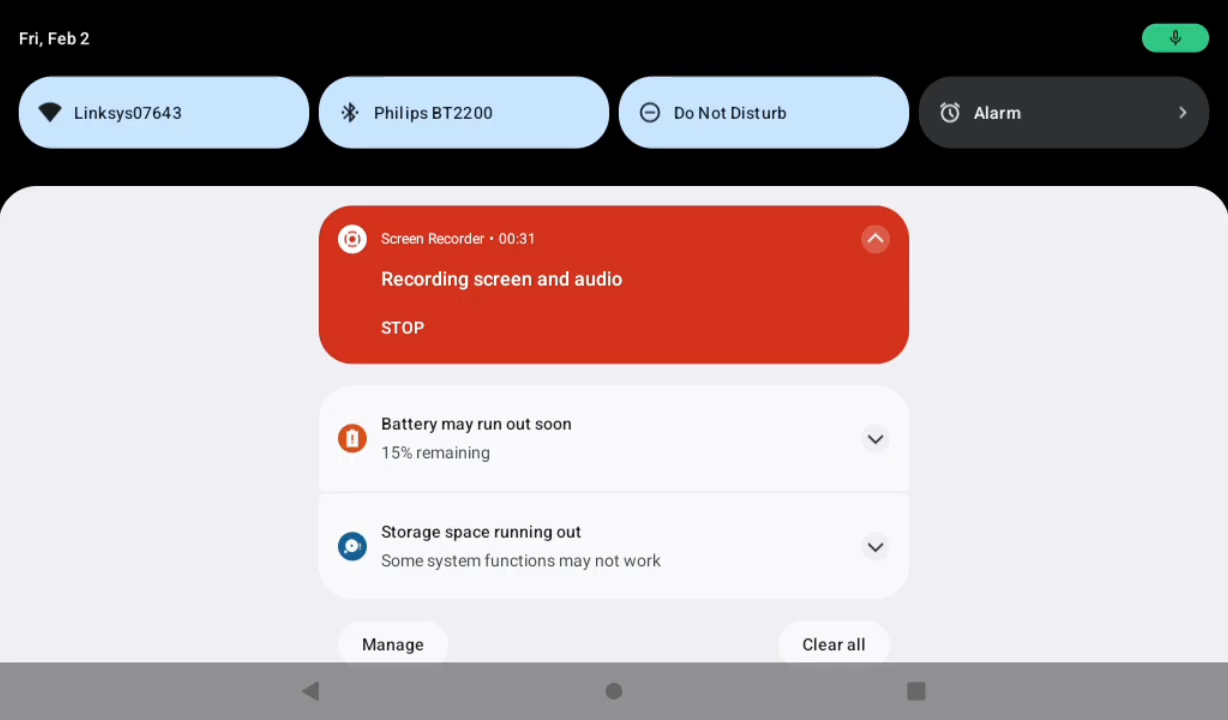 Fri, Feb 2
Linksys07643
Philips BT2200
Do Not Disturb
Alarm
Screen Recorder • 00:31
Recording screen and audio
STOP
Battery may run out soon
15% remaining
Storage space running out
Some system functions may not work
Manage
Clear all